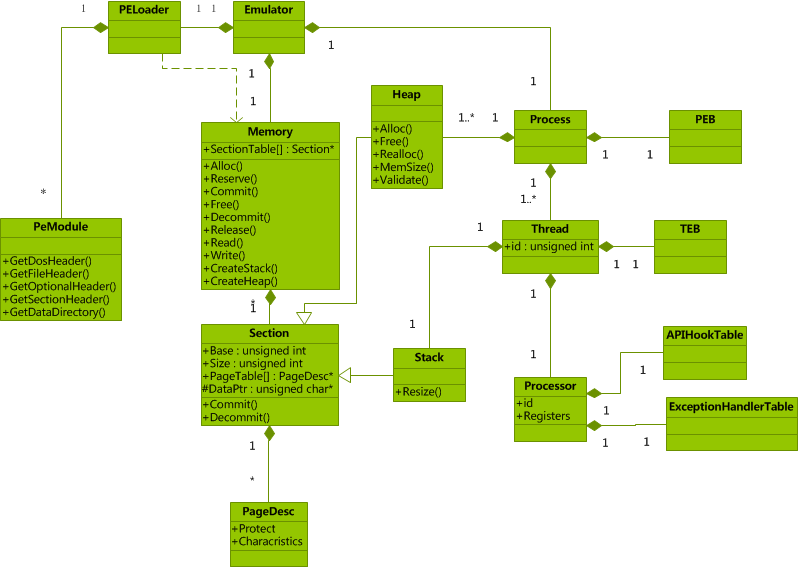 1
1
1
PELoader
Emulator
1
1
1
1
Heap
+Alloc()
+Free()
+Realloc()
+MemSize()
+Validate()
1..*
1
Process
1
1
PEB
Memory
+SectionTable[] : Section*
+Alloc()
+Reserve()
+Commit()
+Free()
+Decommit()
+Release()
+Read()
+Write()
+CreateStack()
+CreateHeap()
*
PeModule
+GetDosHeader()
+GetFileHeader()
+GetOptionalHeader()
+GetSectionHeader()
+GetDataDirectory()
1
1..*
1
Thread
+id : unsigned int
1
1
TEB
*
1
Section
+Base : unsigned int
+Size : unsigned int
+PageTable[] : PageDesc*
#DataPtr : unsigned char*
+Commit()
+Decommit()
1
Stack
+Resize()
1
1
Processor
+id
+Registers
APIHookTable
1
1
ExceptionHandlerTable
1
1
1
*
PageDesc
+Protect
+Characristics